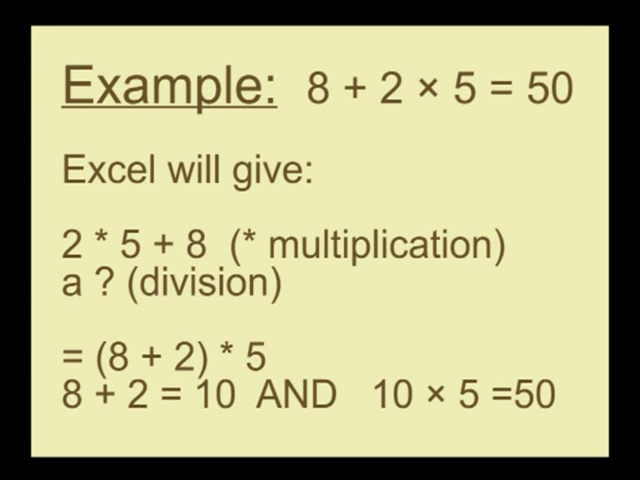 Example: 8 + 2 × 5 = 50
Excel will give:
2 * 5 + 8 (* multiplication)
a ? (division)
= (8 + 2) * 5
8 + 2 = 10 AND 10 × 5 =50